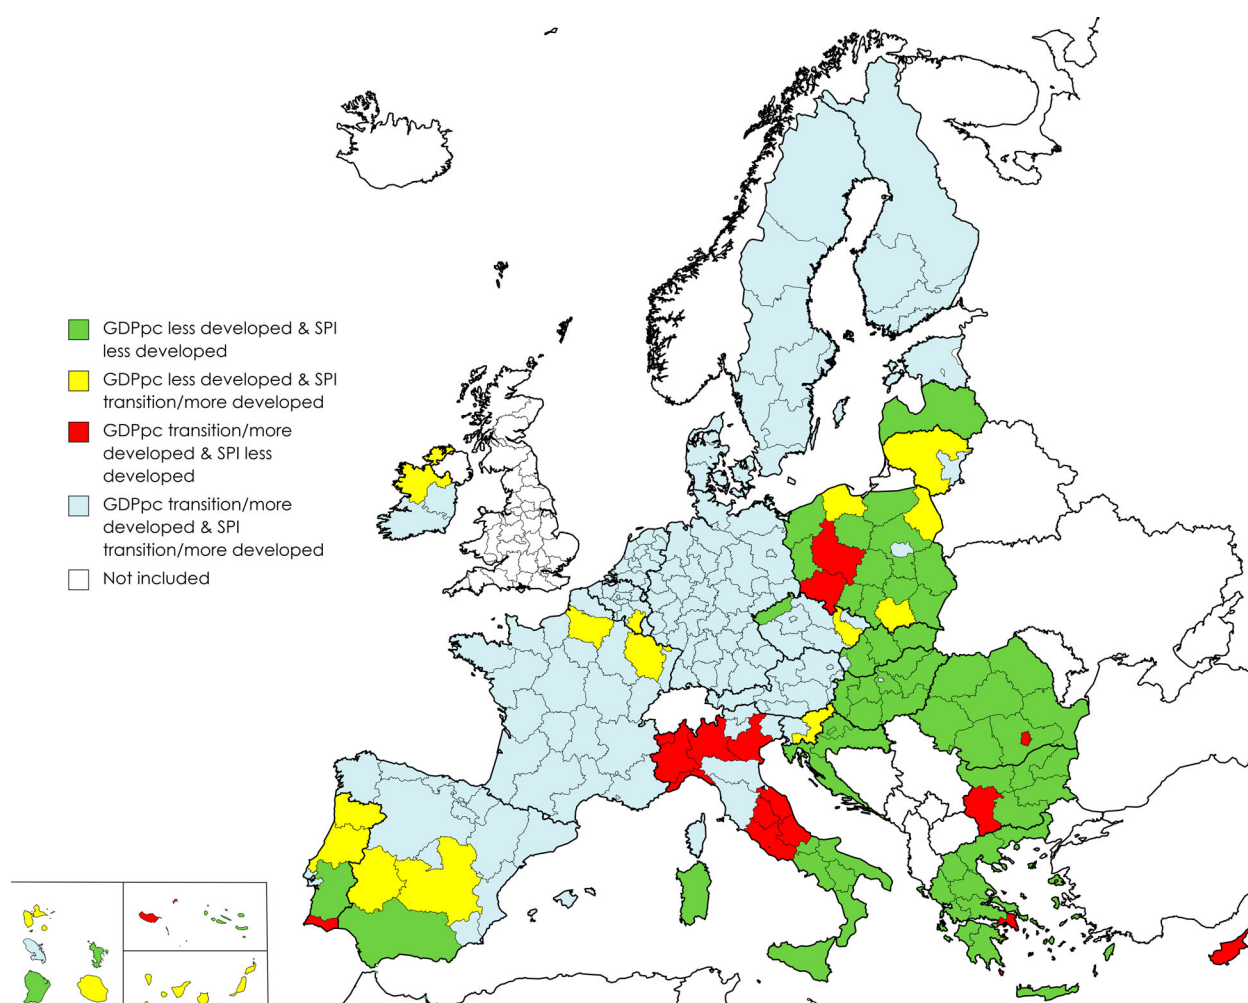 GDPpc less developed & SPI
less developed
GDPpc less developed & SPI
transition/more developed
GDPpc transition/more
developed & SPI less
developed
GDPpc transition/more
developed & SPI
transition/more developed
Not included